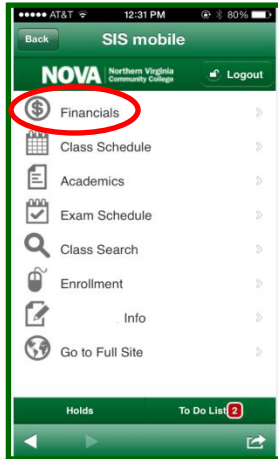 AT&T 12:31 PM 80%
Back SIS mobile
NOVA Northern Virginia Community College Logout
$ Financials
Class Schedule
Academics
Exam Schedule
Class Search
Enrollment
Info
Go to Full Site
Holds To Do List 2